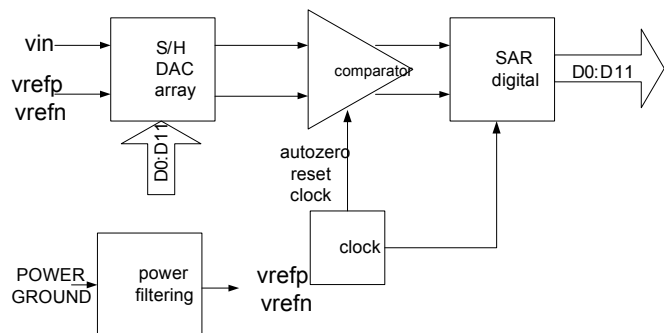 vin
vrefp
vrefn
S/H
DAC
array
D0:D11
comparator
SAR
digital
D0:D11
autozero
reset
clock
clock
POWER
GROUND
power
filtering
vrefp
vrefn